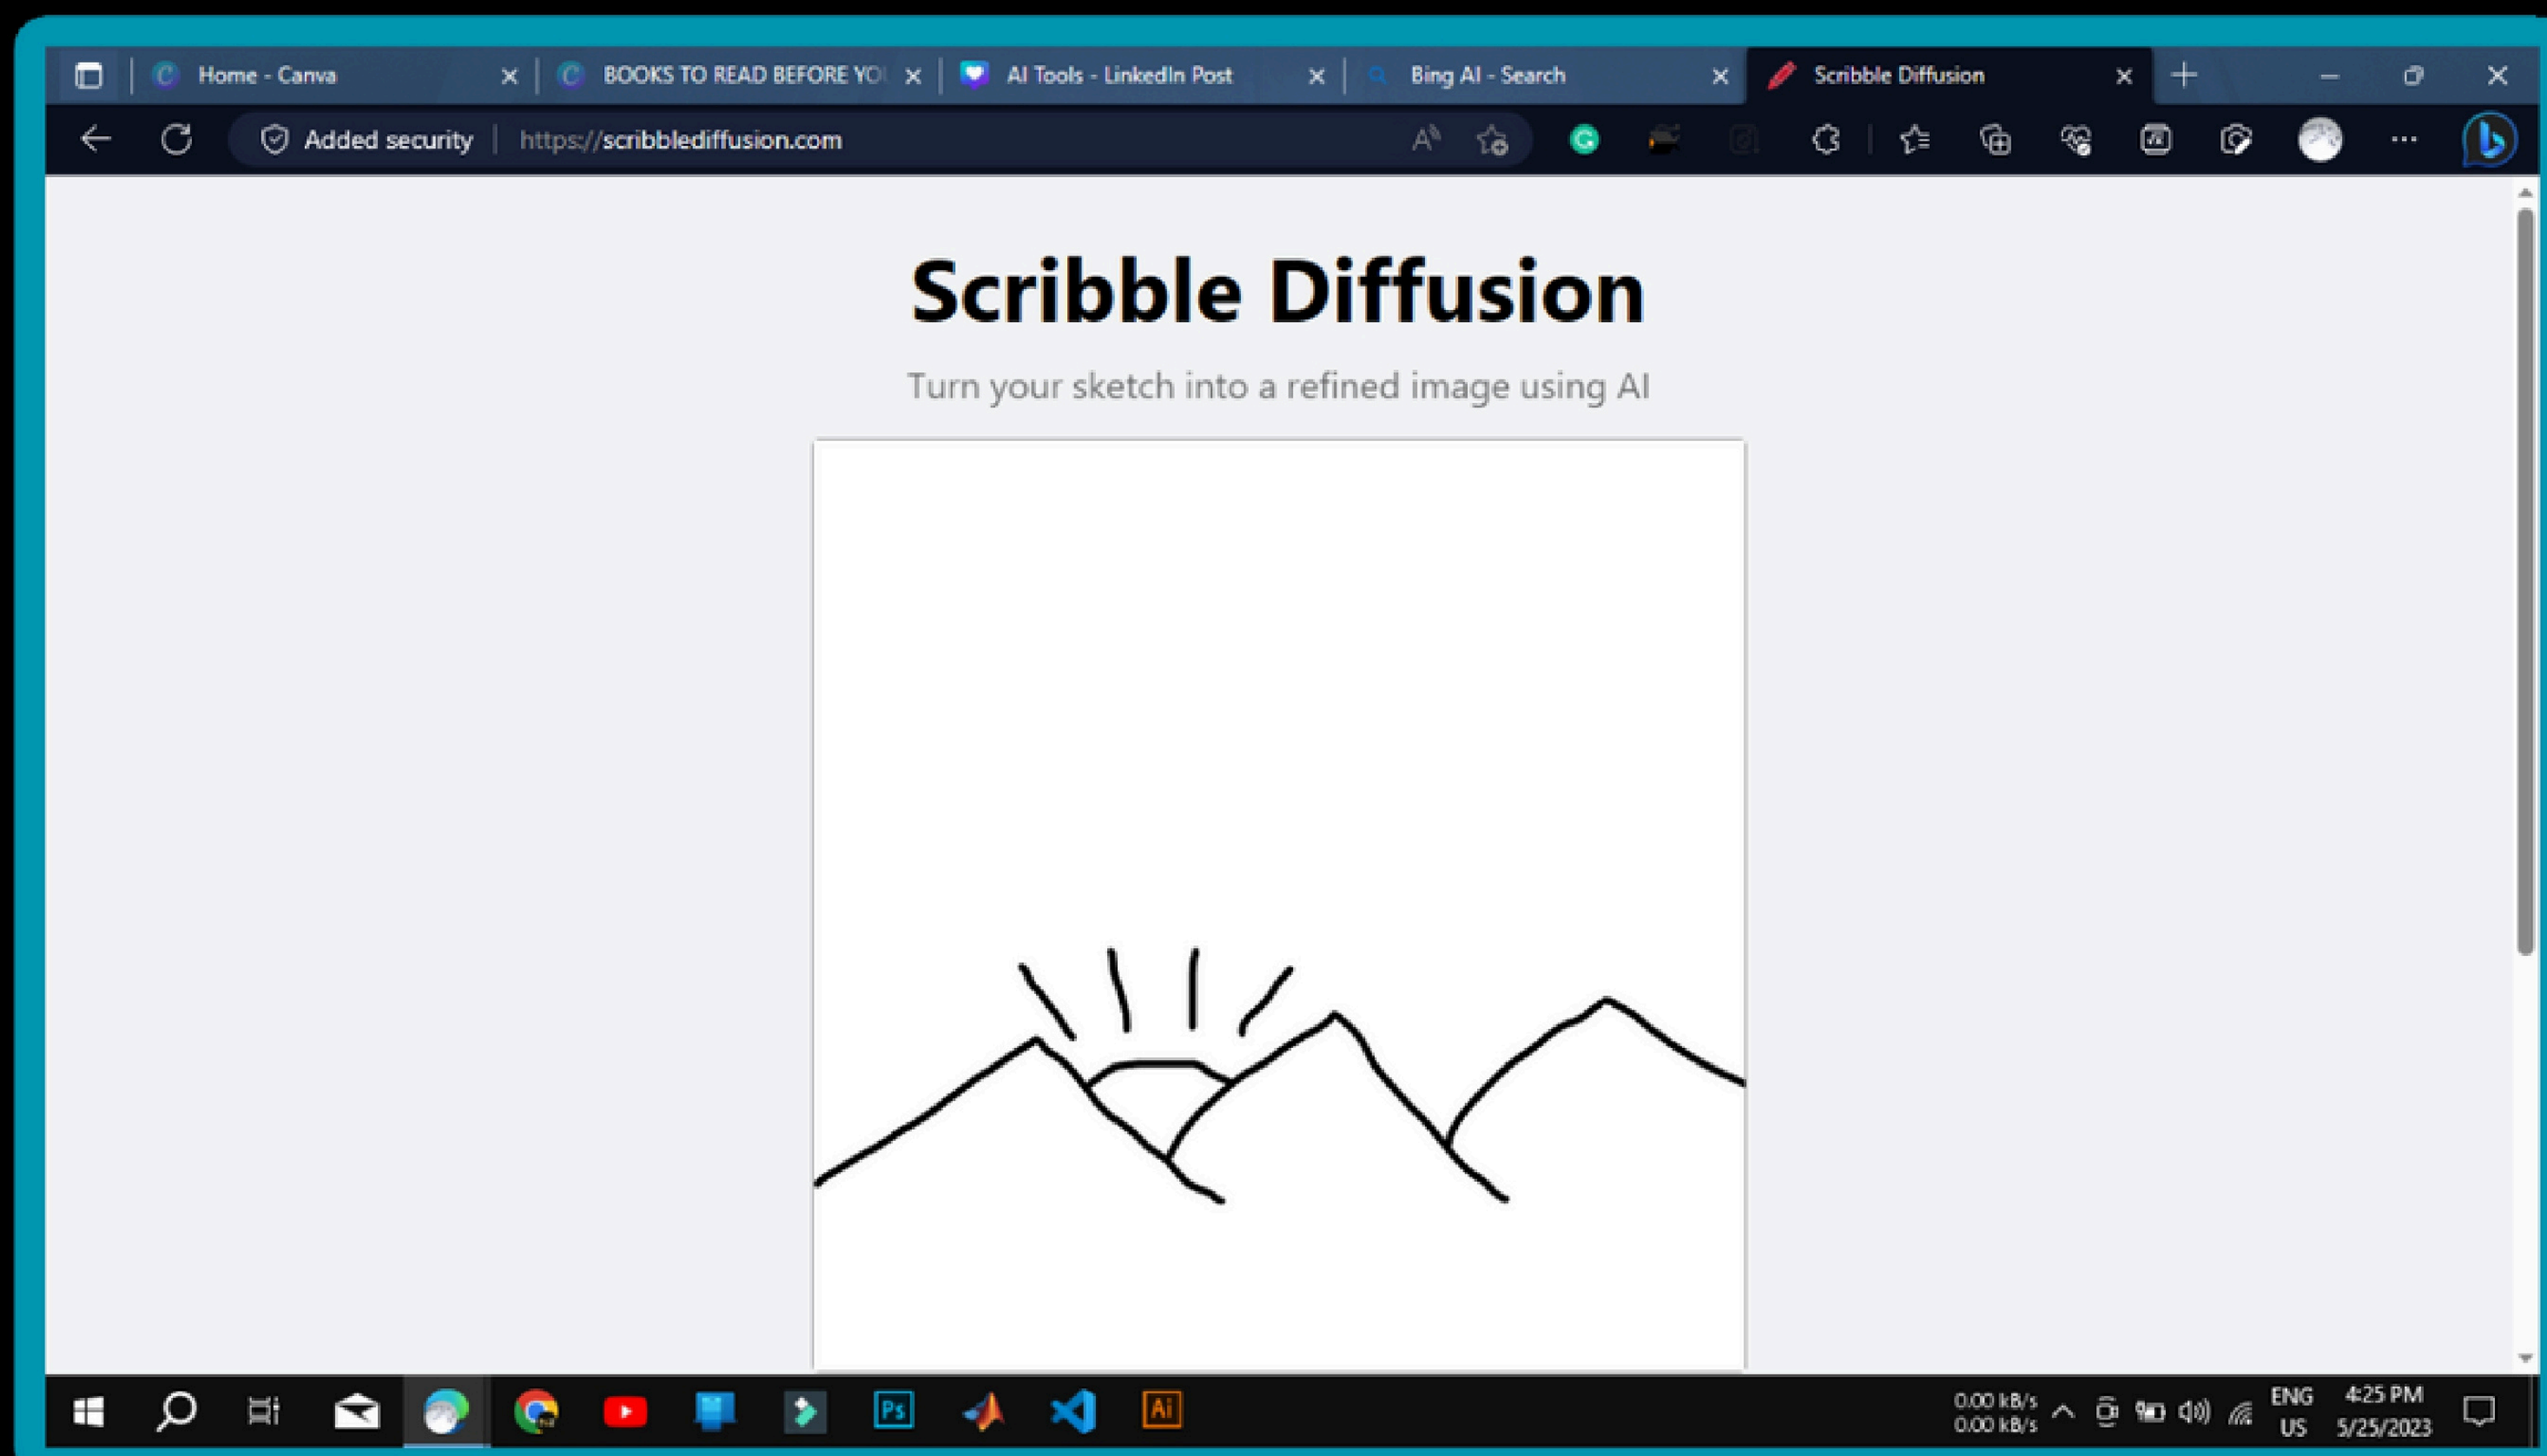 Home - Canva
BOOKS TO READ BEFORE YO
AI Tools - LinkedIn Post
Bing AI - Search
Scribble Diffusion
Added security
https://scribblediffusion.com
Scribble Diffusion
Turn your sketch into a refined image using AI
Ps
Ai
0.00 kB/s
0.00 kB/s
ENG
US
4:25 PM
5/25/2023